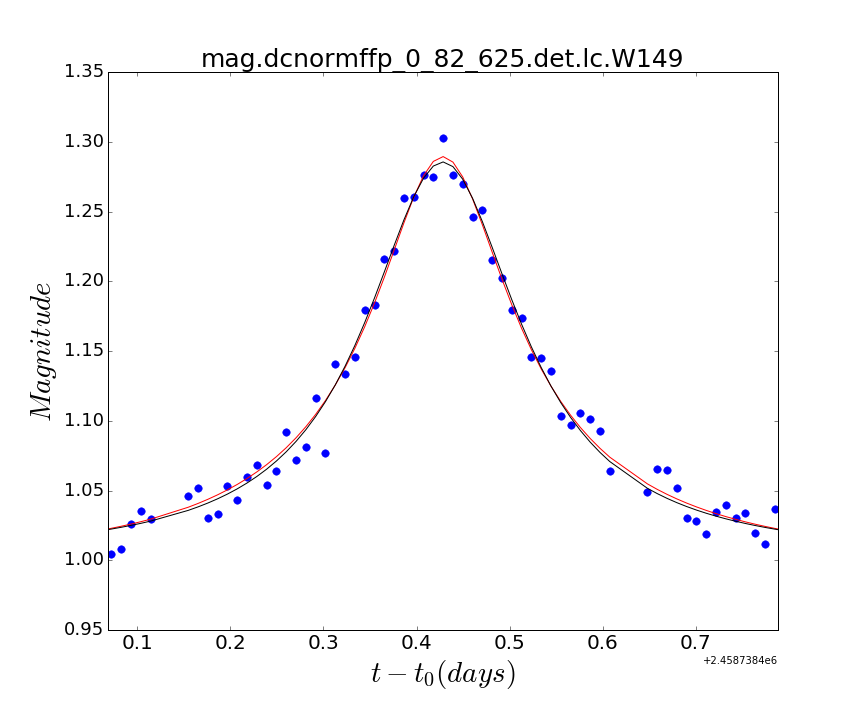 mag.dcnormffp_0_82_625.det.lc.W149
1.35
1.30
1.25
1.20
1.15
1.10
1.05
1.00
0.95
Magnitude
0.1 0.2 0.3 0.4 0.5 0.6 0.7
+2.4587384e6
t − t₀(days)